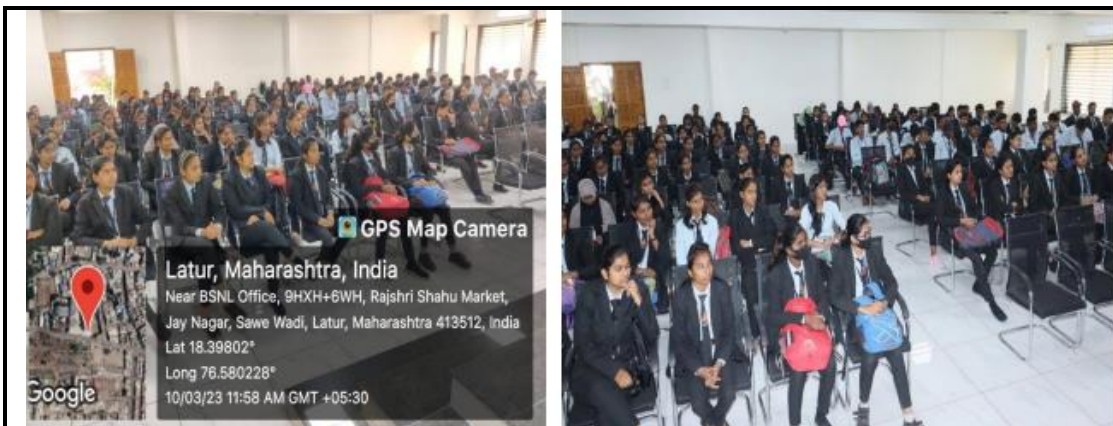 GPS Map Camera
Latur, Maharashtra, India
Near BSNL Office, 9HXH+6WH, Rajshri Shahu Market,
Jay Nagar, Sawe Wadi, Latur, Maharashtra 413512, India
Lat 18.39802°
Long 76.580228°
10/03/23 11:58 AM GMT +05:30
Google